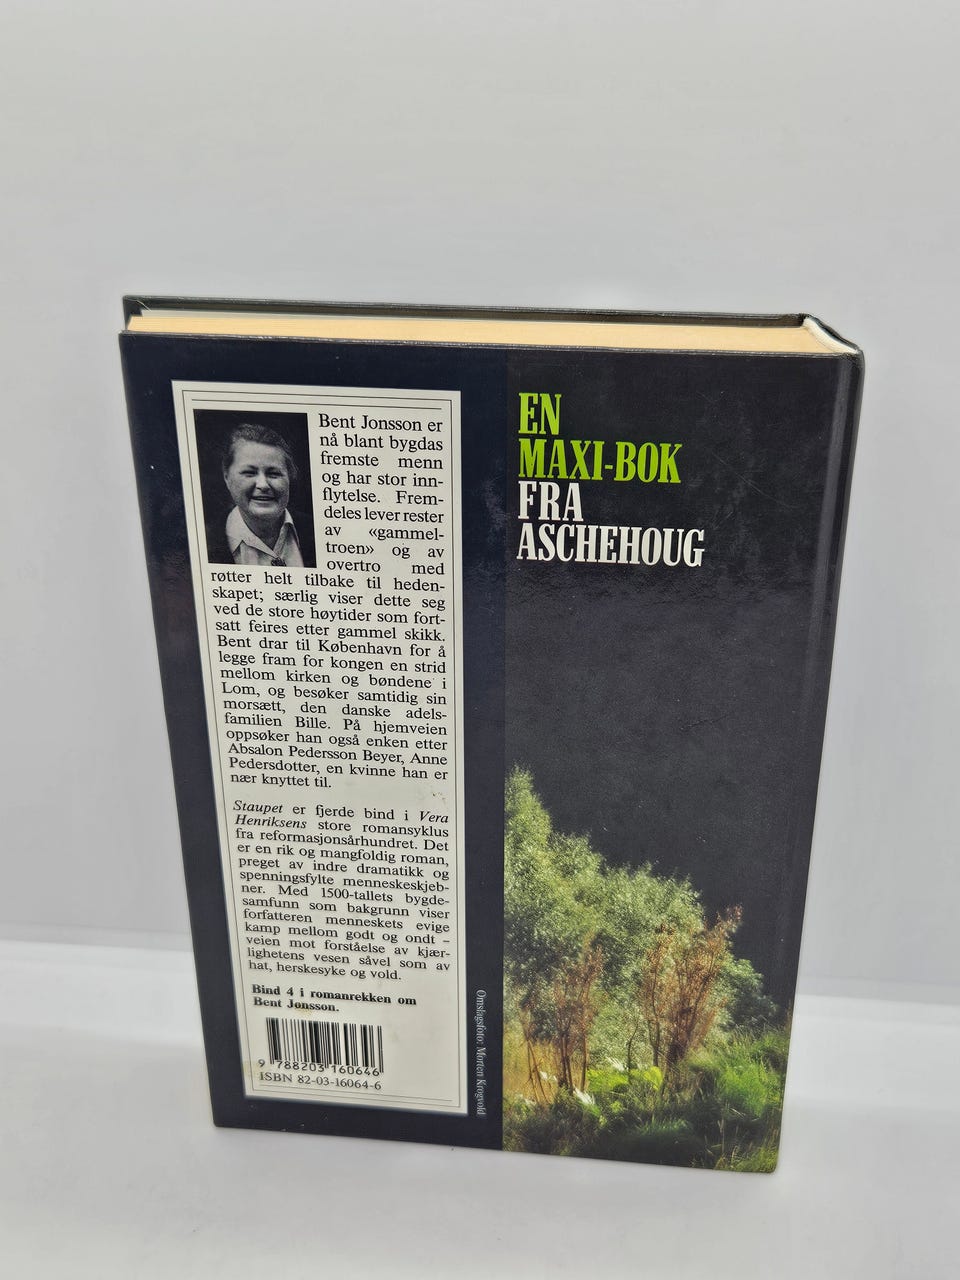 Bent Jonsson er
nå blant bygdas
fremste menn
og har stor inn-
flytelse. Frem-
deles lever rester
av «gammel-
troen» og av
overtro med
røtter helt tilbake til heden-
skapet; særlig viser dette seg
ved de store høytider som fort-
satt feires etter gammel skikk.
Bent drar til København for å
legge fram for kongen en strid
mellom kirken og bøndene i
Lom, og besøker samtidig sin
morsætt, den danske adels-
familien Bille. På hjemveien
oppsøker han også enken etter
Absalon Pedersson Beyer, Anne
Pedersdotter, en kvinne han er
nær knyttet til.
Staupet er fjerde bind i Vera
Henriksens store romansyklus
fra reformasjonsårhundret. Det
er en rik og mangfoldig roman,
preget av indre dramatikk og
spenningsfylte menneskeskjeb-
ner. Med 1500-tallets bygde-
samfunn som bakgrunn viser
forfatteren menneskets evige
kamp mellom godt og ondt –
veien mot forståelse av kjær-
lighetens vesen såvel som av
hat, herskesyke og vold.
Bind 4 i romanrekken om
Bent Jonsson.
9 788203 160646
ISBN 82-03-16064-6
Omslagsfoto: Morten Krogvold
EN
MAXI-BOK
FRA
ASCHEHOUG